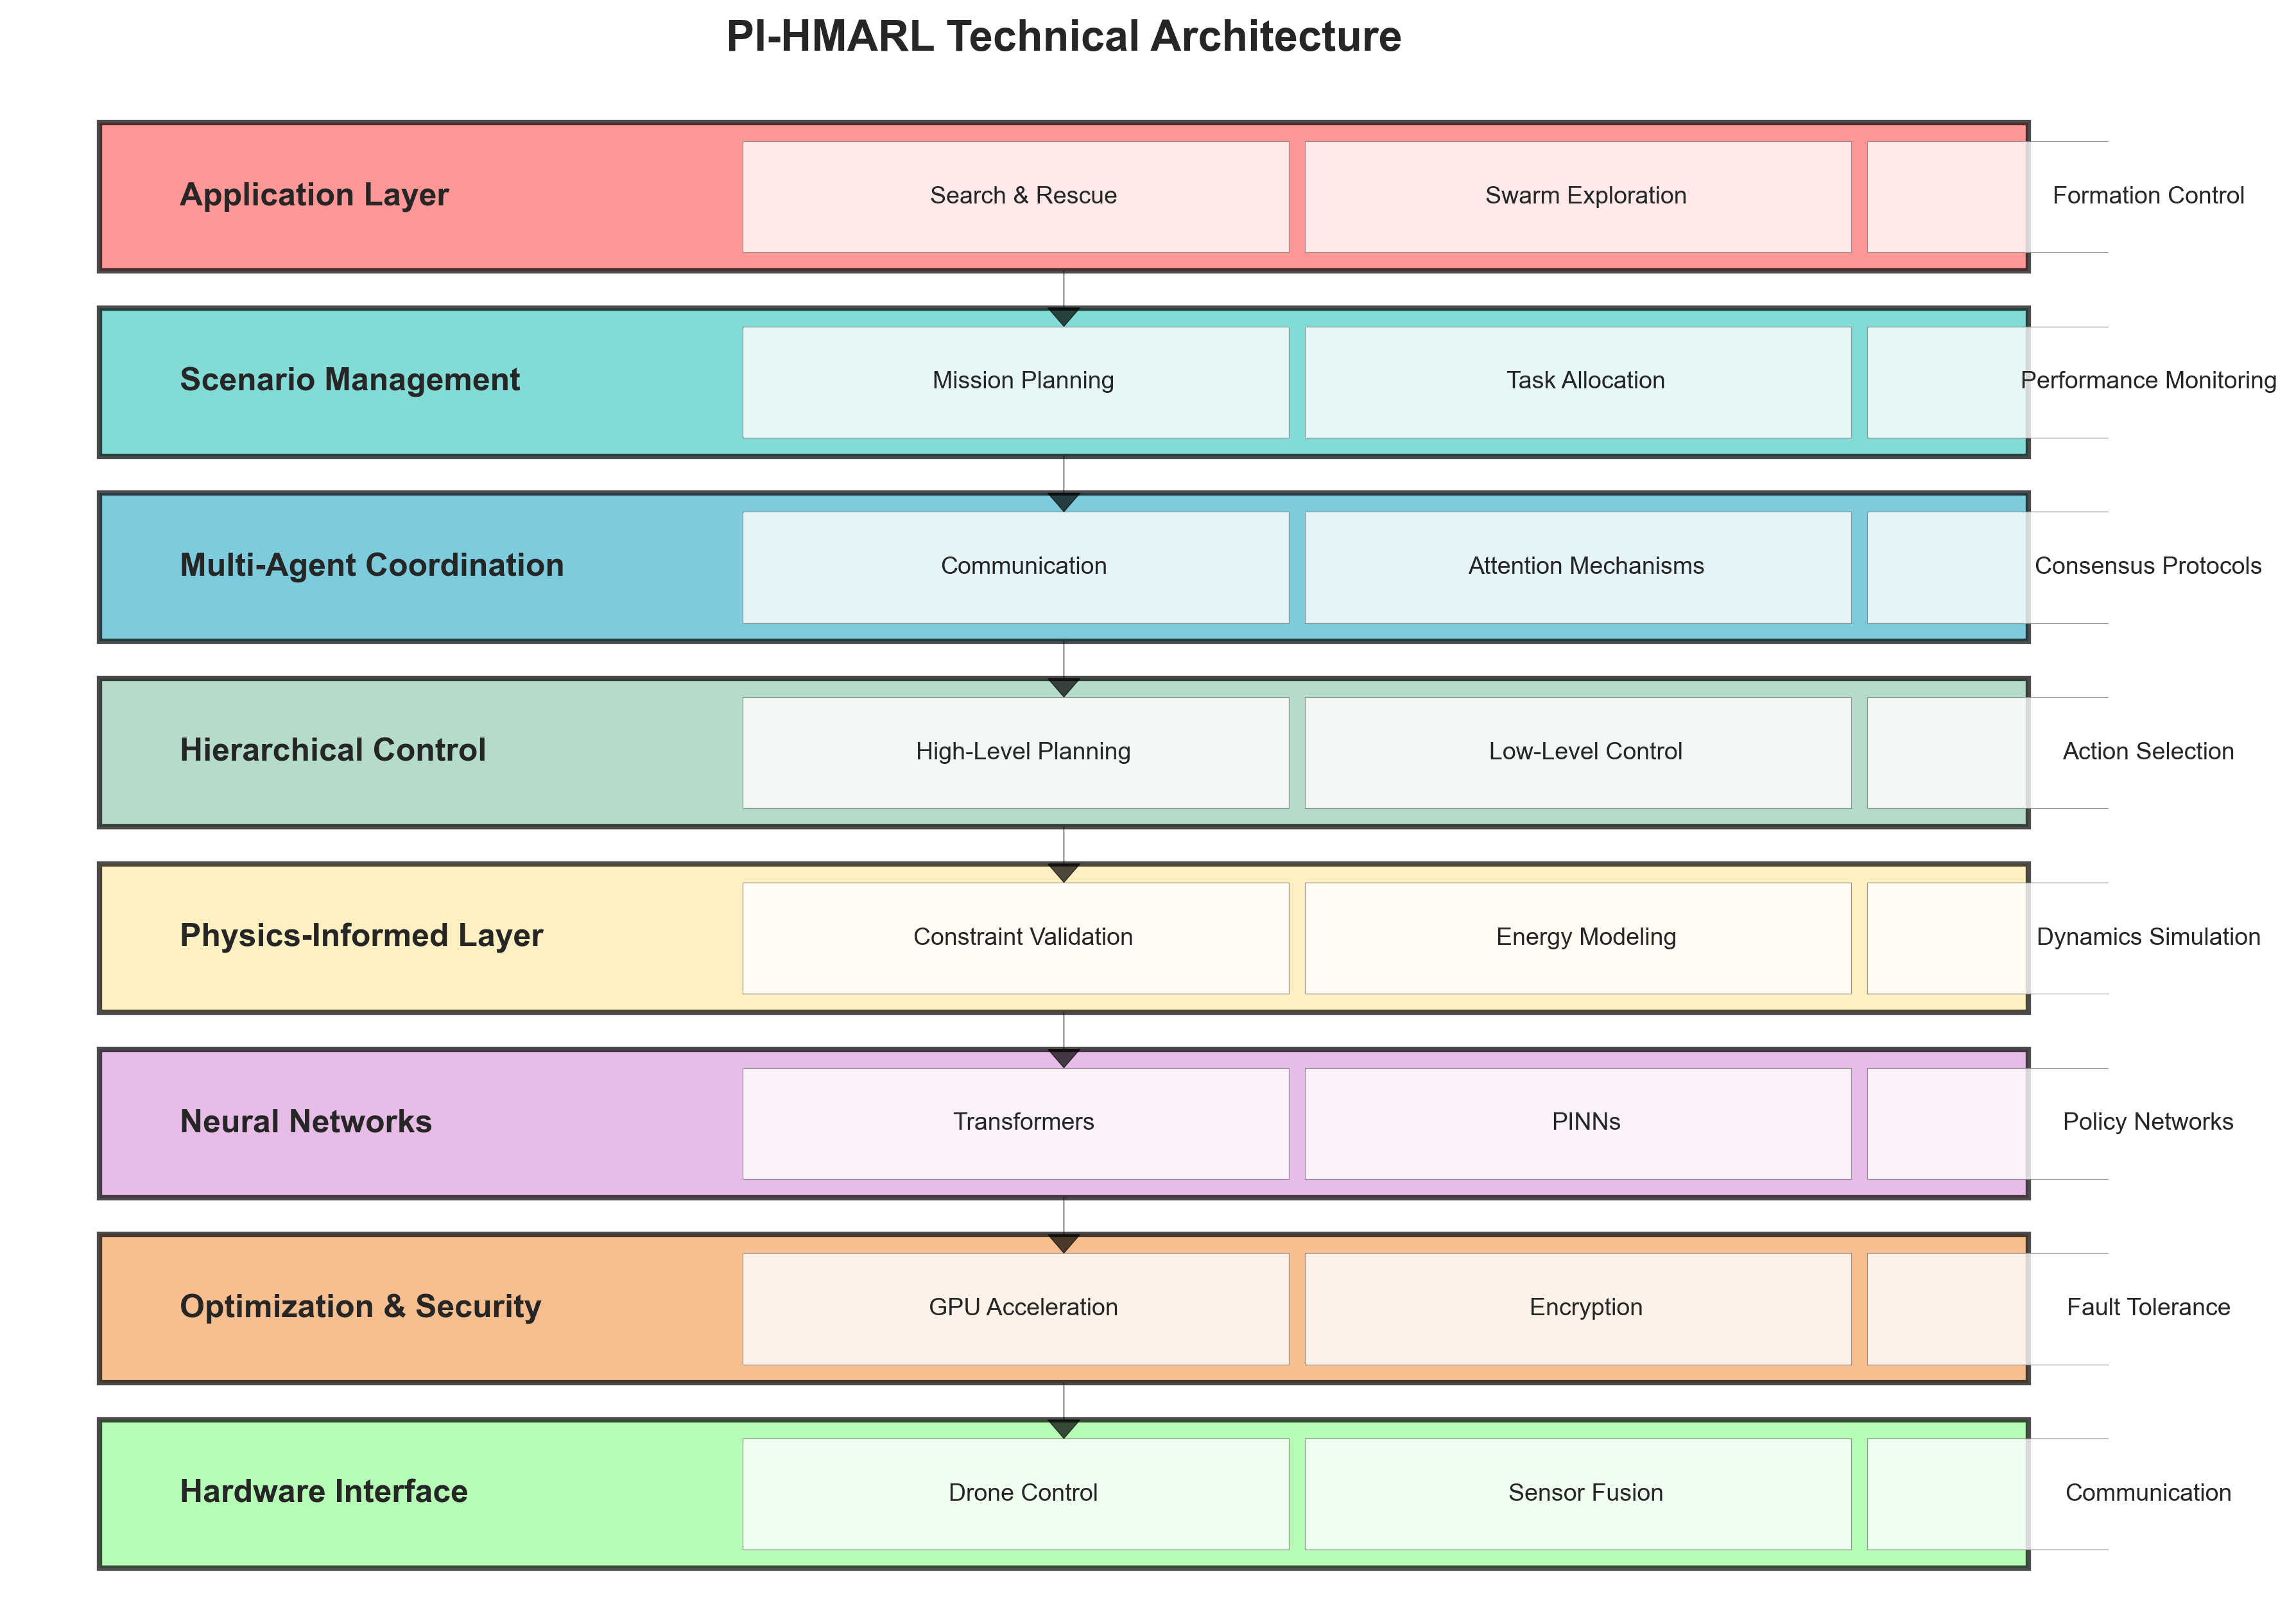 PI-HMARL Technical Architecture
Application Layer
Search & Rescue
Swarm Exploration
Formation Control
Scenario Management
Mission Planning
Task Allocation
Performance Monitoring
Multi-Agent Coordination
Communication
Attention Mechanisms
Consensus Protocols
Hierarchical Control
High-Level Planning
Low-Level Control
Action Selection
Physics-Informed Layer
Constraint Validation
Energy Modeling
Dynamics Simulation
Neural Networks
Transformers
PINNs
Policy Networks
Optimization & Security
GPU Acceleration
Encryption
Fault Tolerance
Hardware Interface
Drone Control
Sensor Fusion
Communication